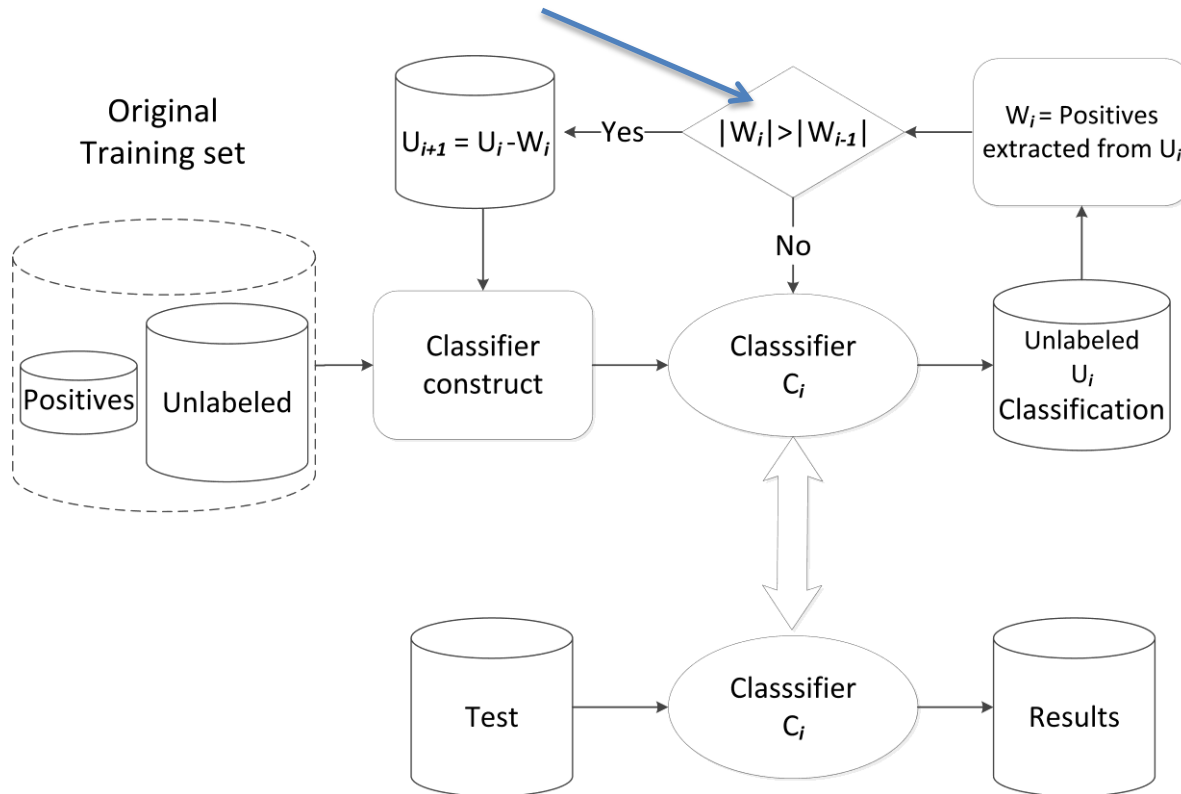 Original
Training set
Positives
Unlabeled
U_{i+1} = U_i -W_i
Yes
|W_i|>|W_{i-1}|
W_i = Positives
extracted from U_i
No
Classifier
construct
Classsifier
C_i
Unlabeled
U_i
Classification
Test
Classsifier
C_i
Results